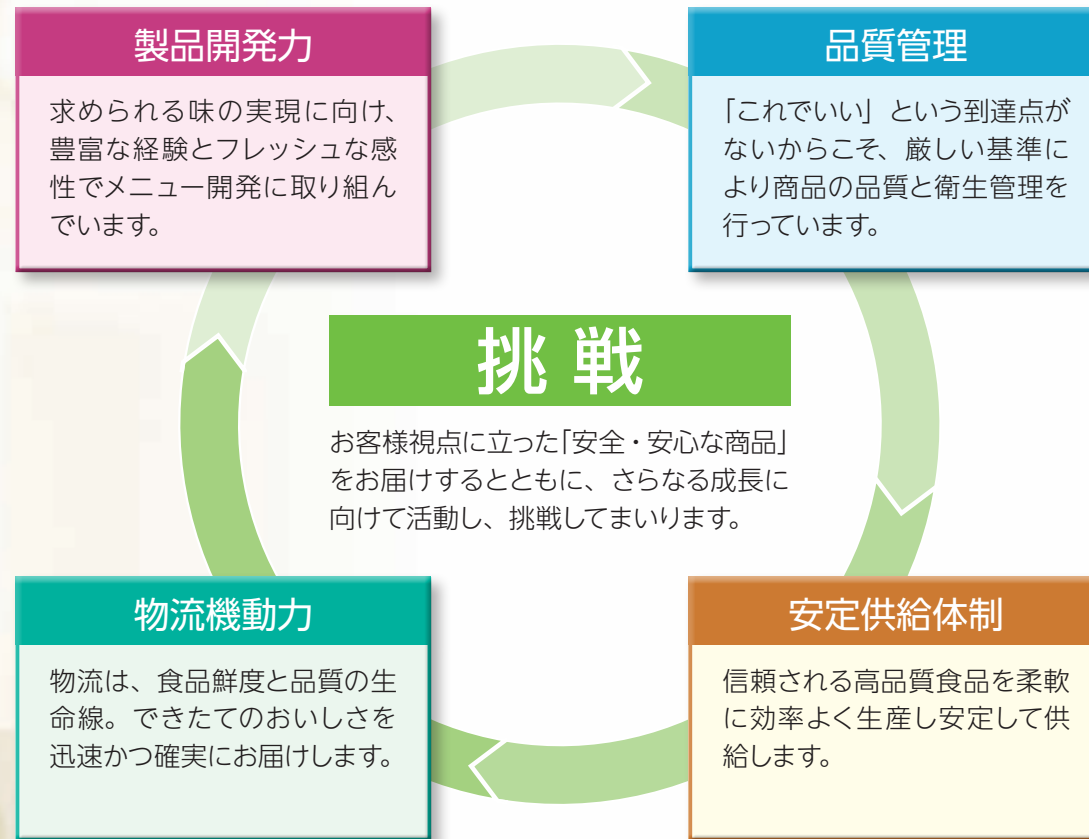 製品開発力
求められる味の実現に向け、
豊富な経験とフレッシュな感
性でメニュー開発に取り組ん
でいます。
品質管理
「これでいい」という到達点が
ないからこそ、厳しい基準に
より商品の品質と衛生管理を
行っています。
挑戦
お客様視点に立った「安全・安心な商品」
をお届けするとともに、さらなる成長に
向けて活動し、挑戦してまいります。
物流機動力
物流は、食品鮮度と品質の生
命線。できたてのおいしさを
迅速かつ確実にお届けします。
安定供給体制
信頼される高品質食品を柔軟
に効率よく生産し安定して供
給します。